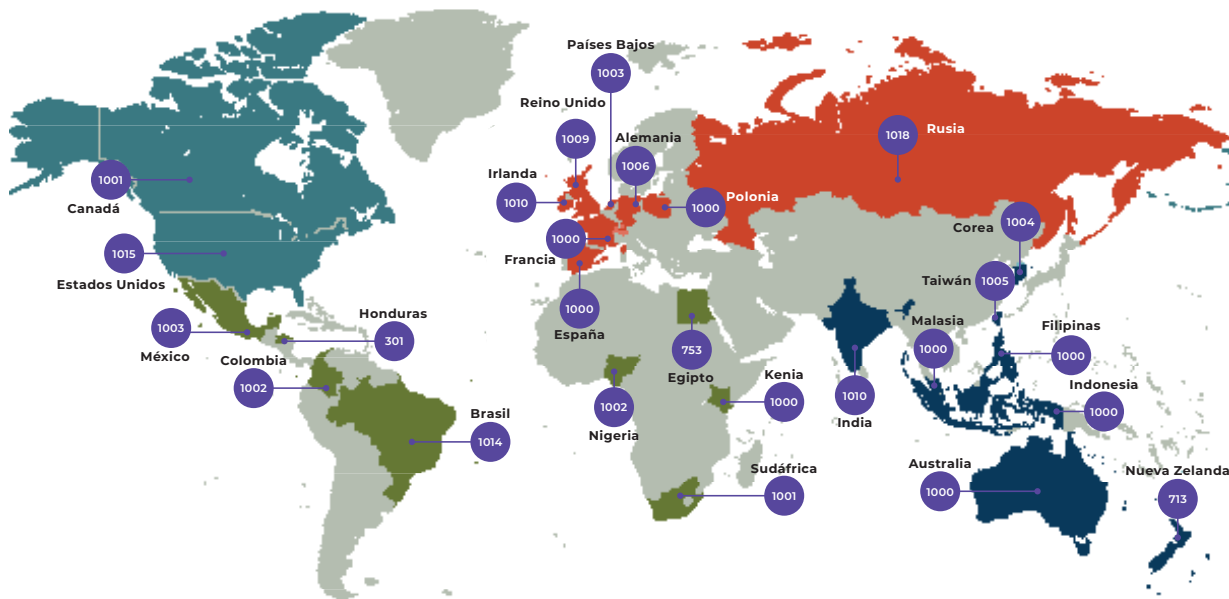 Países Bajos
1003
Reino Unido
1009
Alemania
1006
1018
Rusia
Irlanda
1010
1001
Canadá
Polonia
1000
Corea
1004
1000
Francia
1015
Estados Unidos
Taiwán
1005
1000
España
Honduras
301
1003
México
Malasia
1000
Filipinas
1000
753
Egipto
Colombia
1002
Kenia
1000
1002
Nigeria
1010
India
Indonesia
1000
Brasil
1014
Sudáfrica
1001
Australia
1000
Nueva Zelanda
713